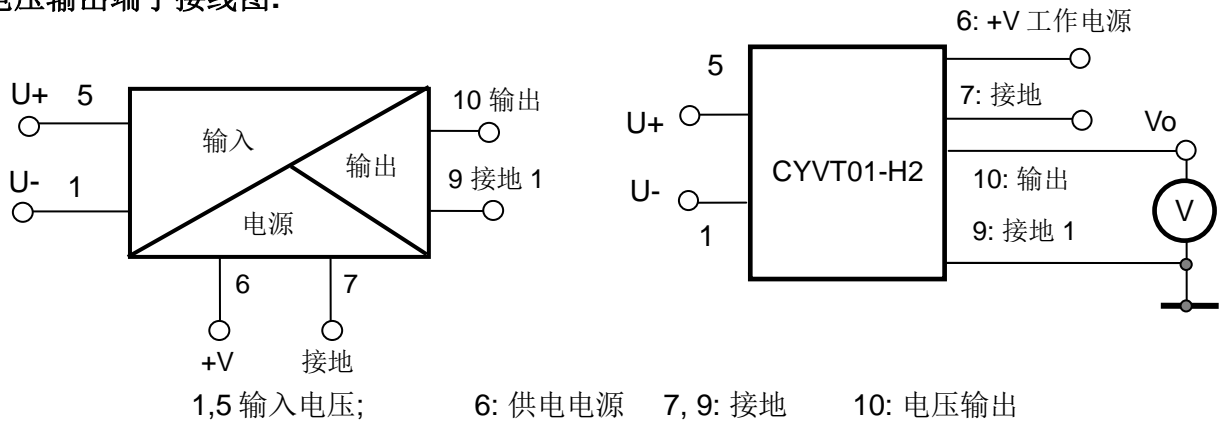 电压输出端子接线图:
U+ 5
U- 1
输入
输出
电源
10 输出
9 接地 1
6
7
+V
接地
6: +V 工作电源
7: 接地
5
U+
U-
1
CYVT01-H2
10: 输出
9: 接地 1
Vo
V
1,5 输入电压; 6: 供电电源 7, 9: 接地 10: 电压输出